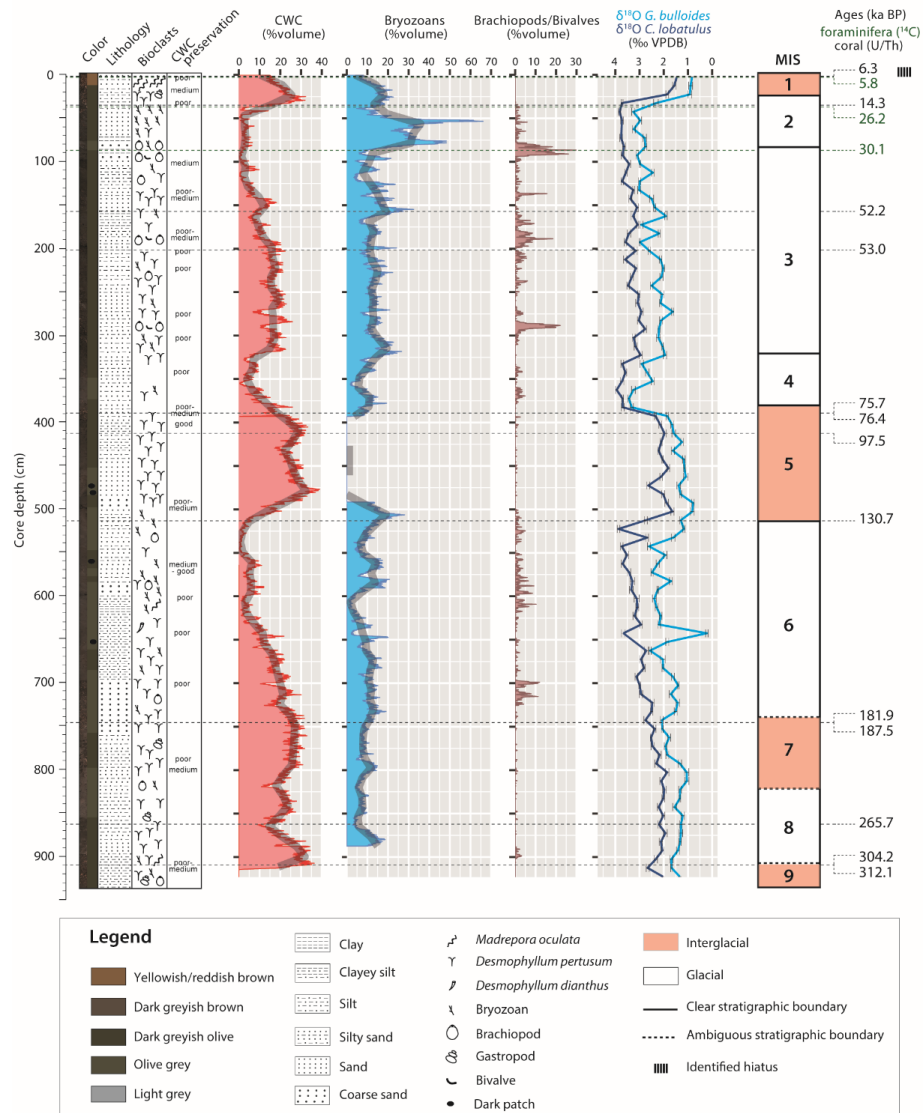 Color
Lithology
Bioclasts
CWC
preservation
CWC
(%volume)
Bryozoans
(%volume)
Brachiopods/Bivalves
(%volume)
δ¹⁸O G. bulloides
δ¹⁸O C. lobatulus
(‰ VPDB)
MIS
Ages (ka BP)
foraminifera (¹⁴C)
coral (U/Th)
0 10 20 30 40
0 10 20 30 40 50 60 70
0 10 20 30 40
4 3 2 1 0
Core depth (cm)
0
100
200
300
400
500
600
700
800
900
poor
medium
poor
medium
poor-
medium
poor-
medium
poor
poor
poor
poor
poor
poor-
medium
good
poor-
medium
medium
- good
poor
poor
poor
poor
medium
poor-
medium
1
2
3
4
5
6
7
8
9
6.3
5.8
14.3
26.2
30.1
52.2
53.0
75.7
76.4
97.5
130.7
181.9
187.5
265.7
304.2
312.1
Legend
Yellowish/reddish brown
Dark greyish brown
Dark greyish olive
Olive grey
Light grey
Clay
Clayey silt
Silt
Silty sand
Sand
Coarse sand
Madrepora oculata
Desmophyllum pertusum
Desmophyllum dianthus
Bryozoan
Brachiopod
Gastropod
Bivalve
Dark patch
Interglacial
Glacial
Clear stratigraphic boundary
Ambiguous stratigraphic boundary
Identified hiatus